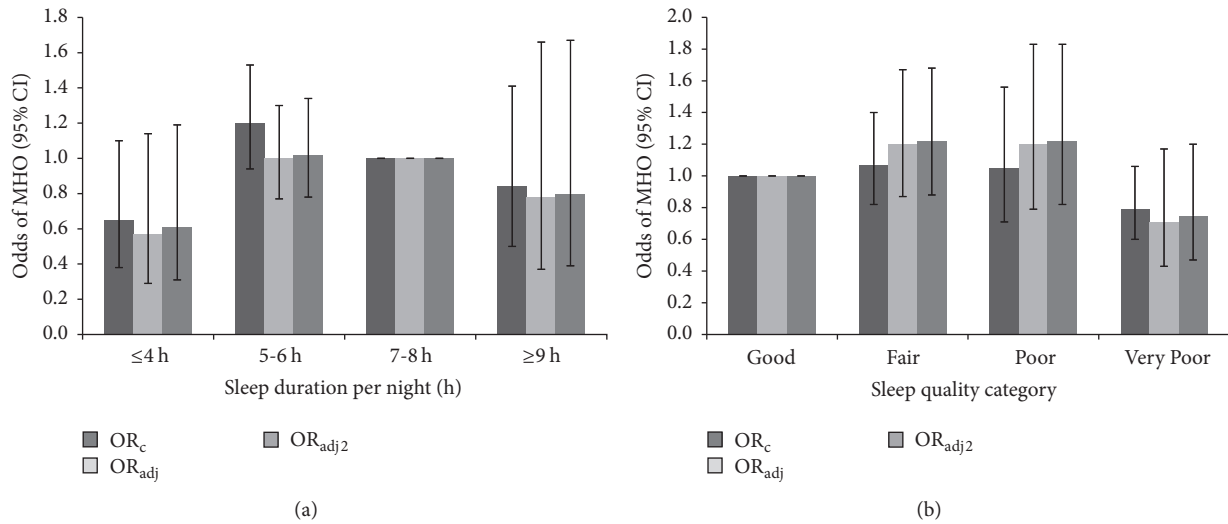 Odds of MHO (95% CI)
1.8
1.6
1.4
1.2
1.0
0.8
0.6
0.4
0.2
0.0
≤4 h 5-6 h 7-8 h ≥9 h
Sleep duration per night (h)
ORc ORadj2
ORadj
(a)
Odds of MHO (95% CI)
2.0
1.8
1.6
1.4
1.2
1.0
0.8
0.6
0.4
0.2
0.0
Good Fair Poor Very Poor
Sleep quality category
ORc ORadj2
ORadj
(b)